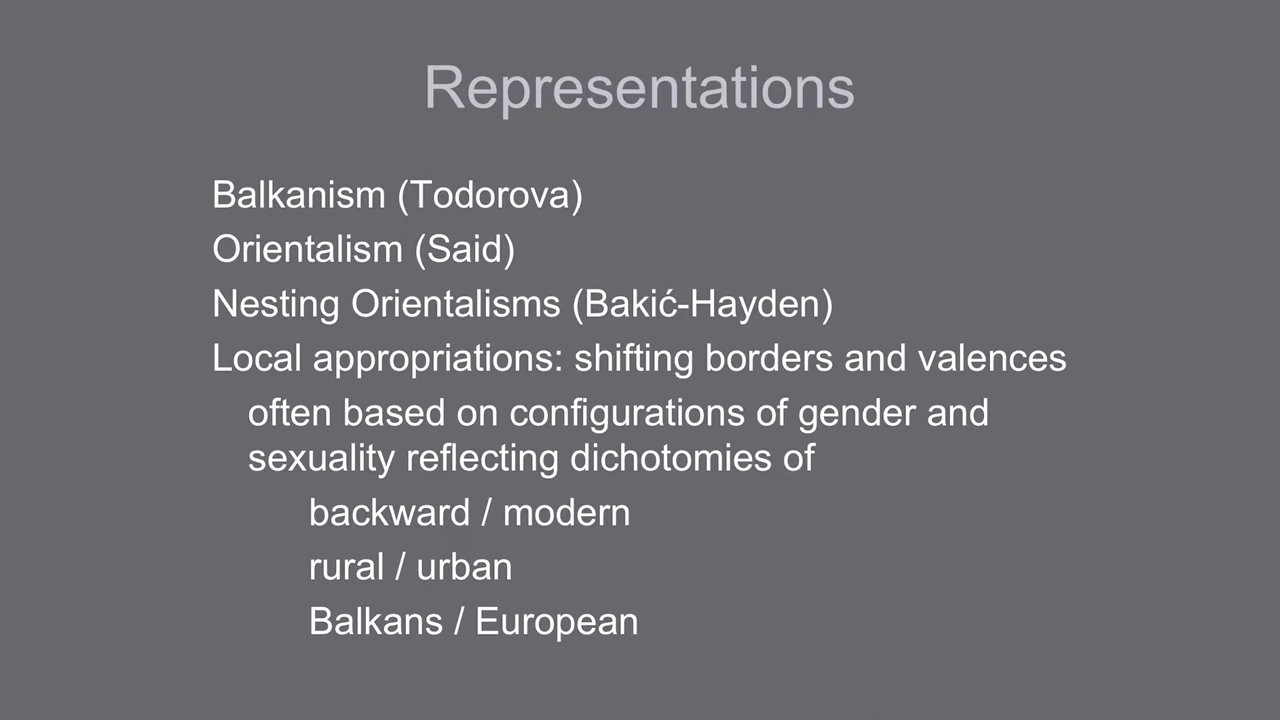 Representations
Balkanism (Todorova)
Orientalism (Said)
Nesting Orientalisms (Bakić-Hayden)
Local appropriations: shifting borders and valences
often based on configurations of gender and
sexuality reflecting dichotomies of
backward / modern
rural / urban
Balkans / European